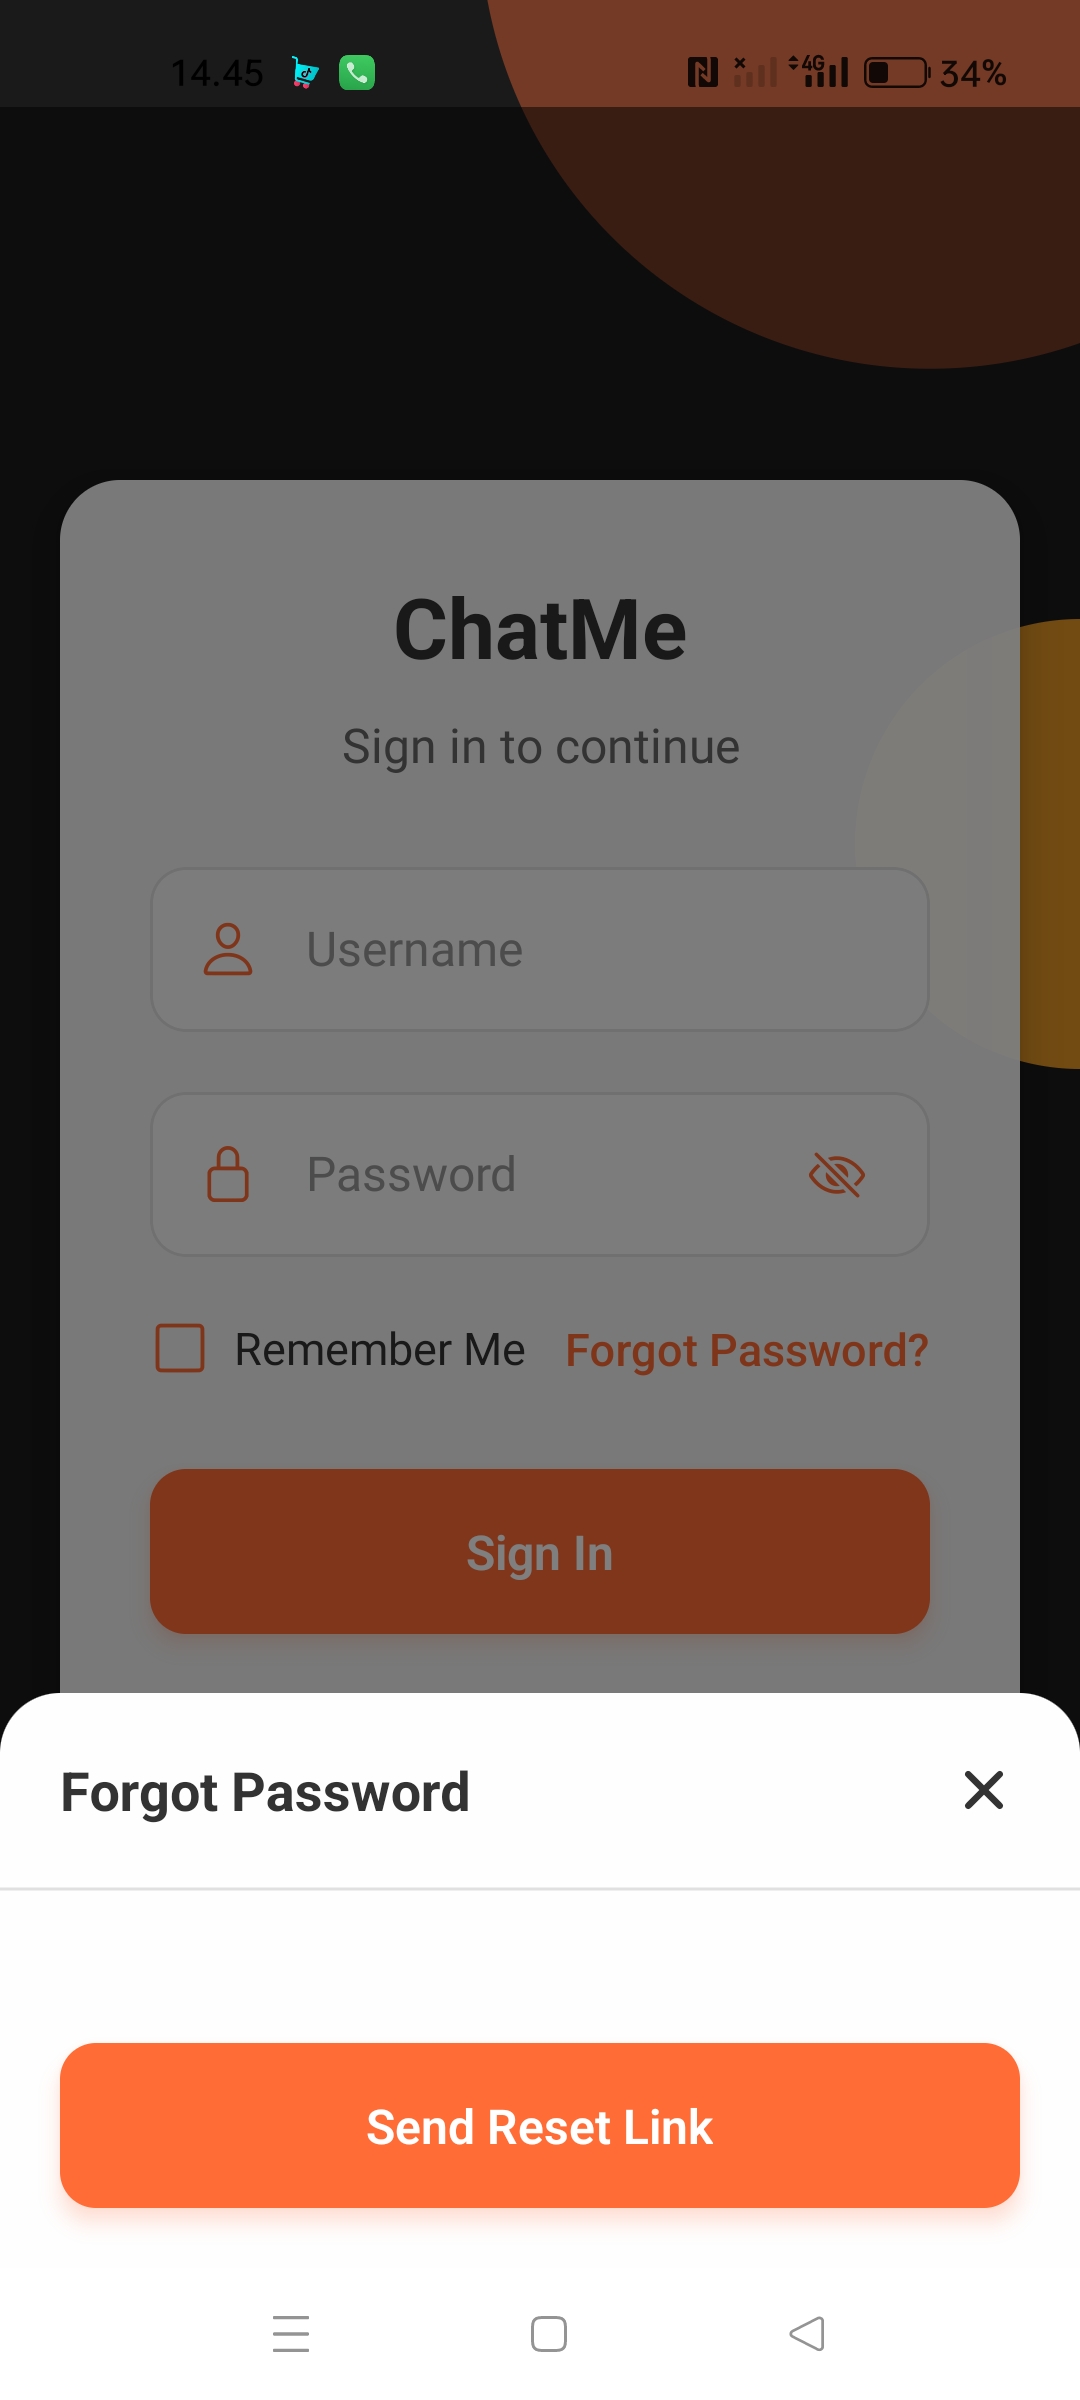 14.45
4G
34%
ChatMe
Sign in to continue
Username
Password
Remember Me
Forgot Password?
Sign In
Forgot Password
Send Reset Link